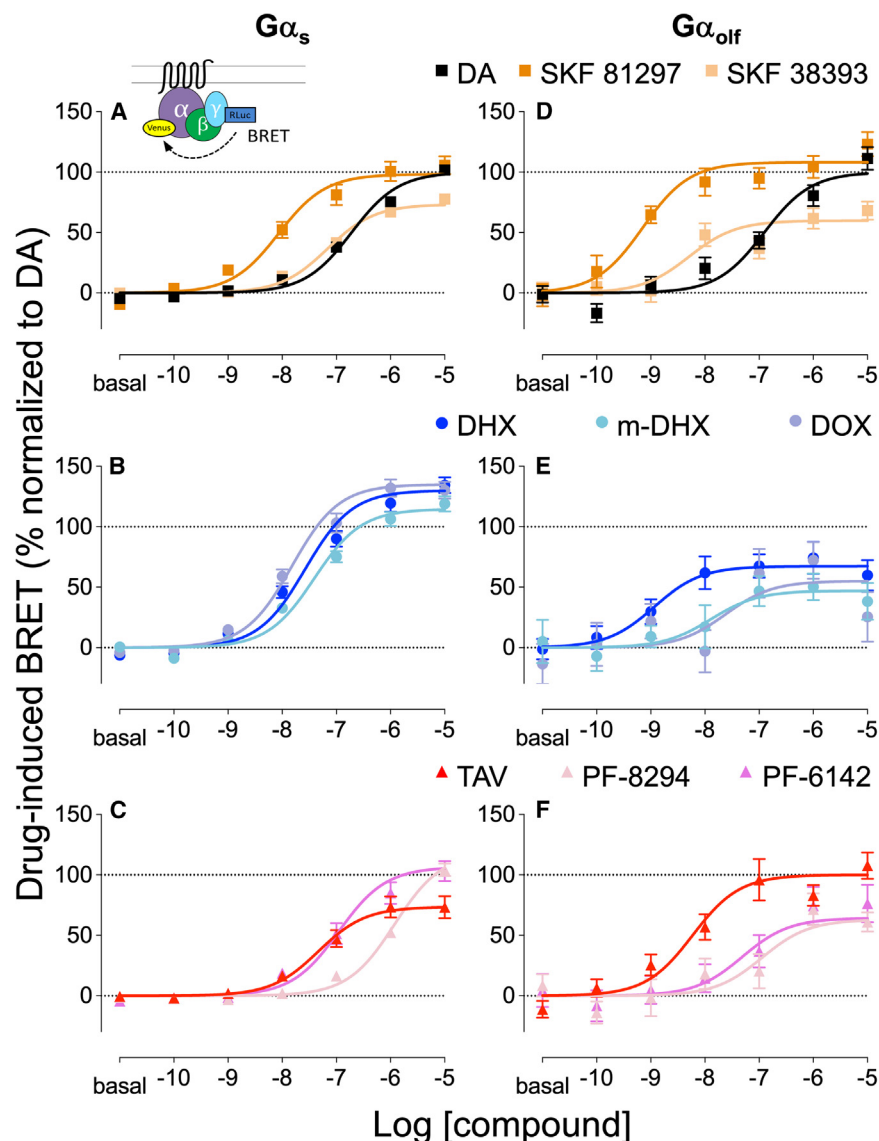 Gαs Gαolf
DA SKF 81297 SKF 38393
A
α β γ RLuc Venus BRET
150
100
50
0
basal -10 -9 -8 -7 -6 -5
D
150
100
50
0
basal -10 -9 -8 -7 -6 -5
DHX m-DHX DOX
B
150
100
50
0
basal -10 -9 -8 -7 -6 -5
E
150
100
50
0
basal -10 -9 -8 -7 -6 -5
TAV PF-8294 PF-6142
C
150
100
50
0
basal -10 -9 -8 -7 -6 -5
F
150
100
50
0
basal -10 -9 -8 -7 -6 -5
Drug-induced BRET (% normalized to DA)
Log [compound]